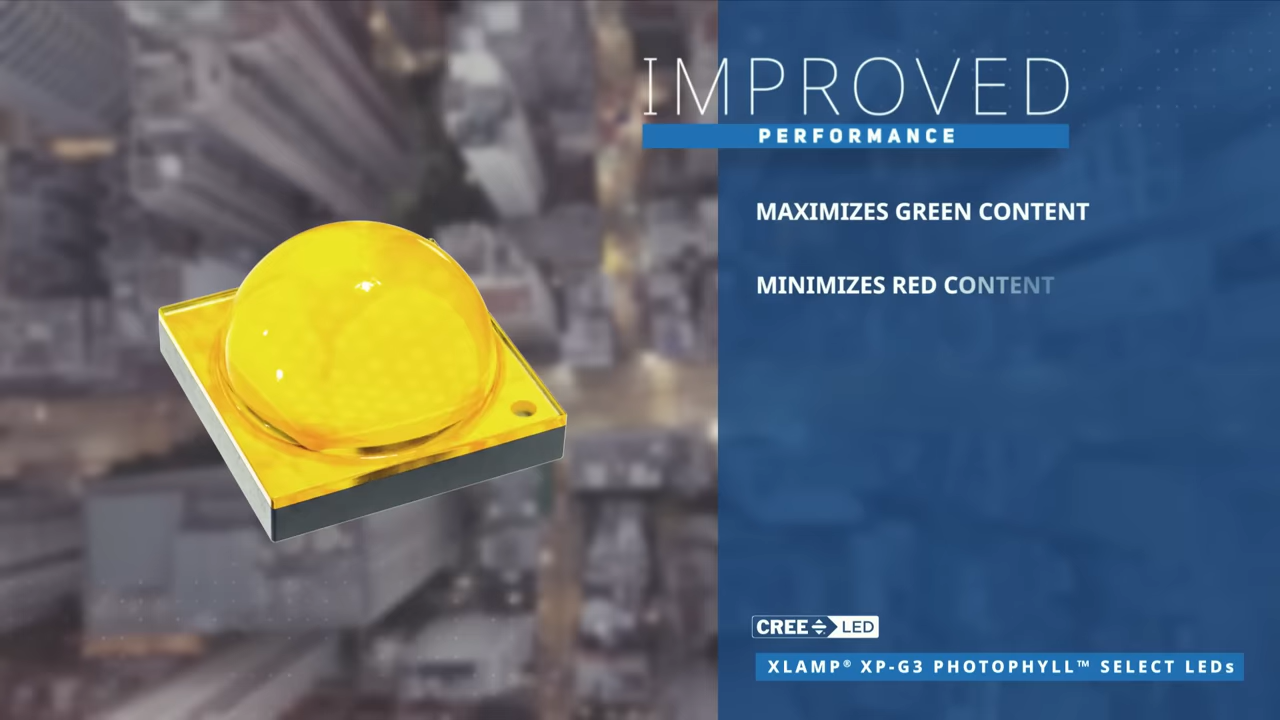 IMPROVED
PERFORMANCE
MAXIMIZES GREEN CONTENT
MINIMIZES RED CONTENT
CREE LED
XLAMP® XP-G3 PHOTOPHYLL™ SELECT LEDs